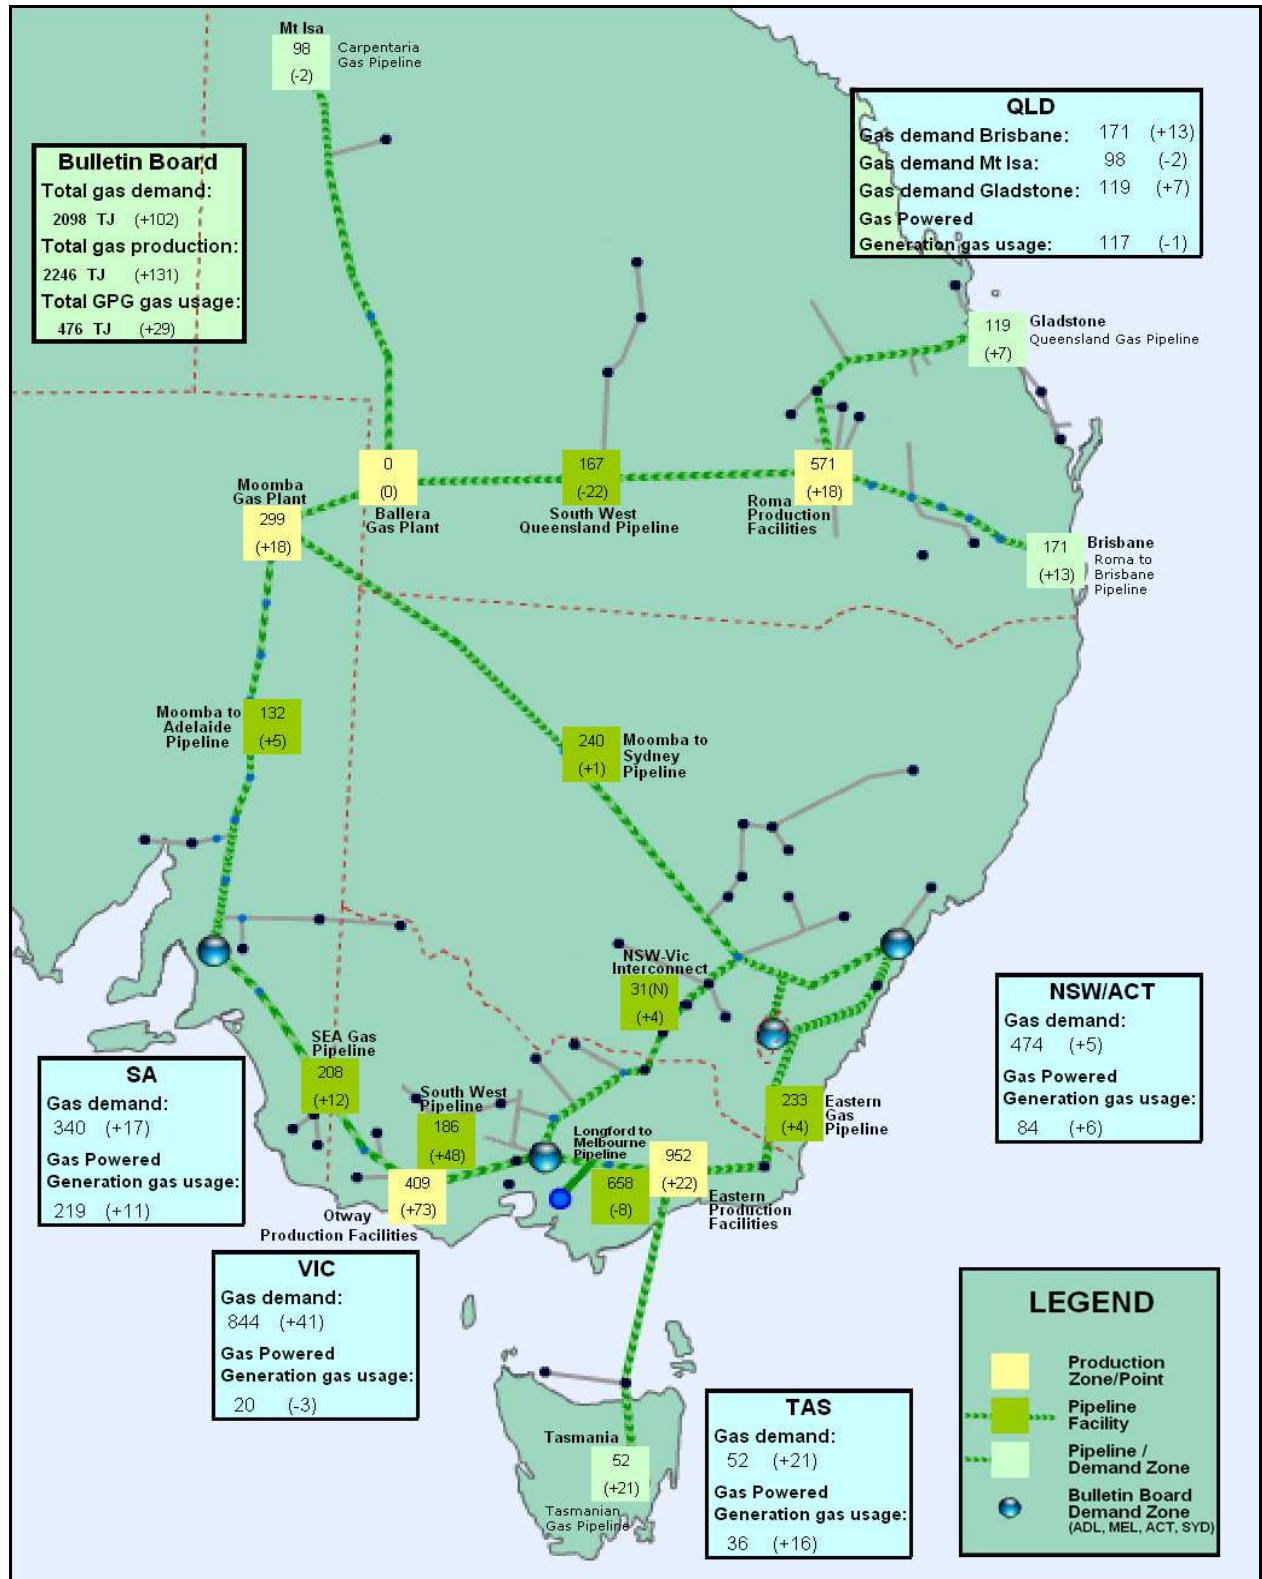 Mt Isa
98
(-2)
Carpentaria
Gas Pipeline
Bulletin Board
Total gas demand:
2098 TJ (+102)
Total gas production:
2246 TJ (+131)
Total GPG gas usage:
476 TJ (+29)
QLD
Gas demand Brisbane: 171 (+13)
Gas demand Mt Isa: 98 (-2)
Gas demand Gladstone: 119 (+7)
Gas Powered
Generation gas usage: 117 (-1)
119
(+7)
Gladstone
Queensland Gas Pipeline
0
(0)
Ballera
Gas Plant
167
(-22)
South West
Queensland Pipeline
571
(+18)
Roma
Production
Facilities
Moomba
Gas Plant
299
(+18)
171
(+13)
Brisbane
Roma to
Brisbane
Pipeline
Moomba to
Adelaide
Pipeline
132
(+5)
240
(+1)
Moomba to
Sydney
Pipeline
NSW-Vic
Interconnect
31(N)
(+4)
NSW/ACT
Gas demand:
474 (+5)
Gas Powered
Generation gas usage:
84 (+6)
SEA Gas
Pipeline
208
(+12)
South West
Pipeline
186
(+48)
SA
Gas demand:
340 (+17)
Gas Powered
Generation gas usage:
219 (+11)
233
(+4)
Eastern
Gas
Pipeline
Longford to
Melbourne
Pipeline
658
(-8)
952
(+22)
Eastern
Production
Facilities
409
(+73)
Otway
Production Facilities
VIC
Gas demand:
844 (+41)
Gas Powered
Generation gas usage:
20 (-3)
Tasmania
52
(+21)
Tasmanian
Gas Pipeline
TAS
Gas demand:
52 (+21)
Gas Powered
Generation gas usage:
36 (+16)
LEGEND
Production
Zone/Point
Pipeline
Facility
Pipeline /
Demand Zone
Bulletin Board
Demand Zone
(ADL, MEL, ACT, SYD)